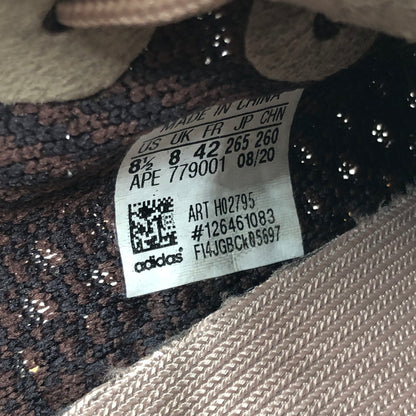 MADE IN CHINA
US UK FR JP CHN
8½ 8 42 265 260
APE 779001 08/20
ART H02795
#126461083
F14JGBCk05697
adidas